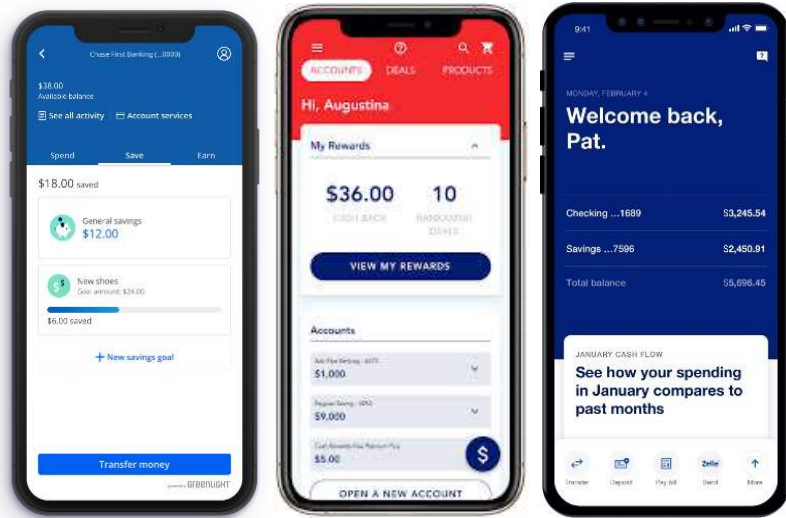 Chase First Banking (...0000)
$38.00
Available balance
See all activity
Account services
Spend
Save
Earn
$18.00 saved
General savings
$12.00
New shoes
Goal amount: $24.00
$6.00 saved
+ New savings goal
Transfer money
GREENLIGHT
ACCOUNTS
DEALS
PRODUCTS
Hi, Augustina
My Rewards
$36.00
10
CASH BACK
DEALS
VIEW MY REWARDS
Accounts
$1,000
$9,000
$5.00
$
OPEN A NEW ACCOUNT
9:41
MONDAY, FEBRUARY 4
Welcome back,
Pat.
Checking ...1689
$3,245.54
Savings ...7596
$2,450.91
Total balance
$5,696.45
JANUARY CASH FLOW
See how your spending
in January compares to
past months
Transfer
Deposit
Pay bill
Zelle
Send
More